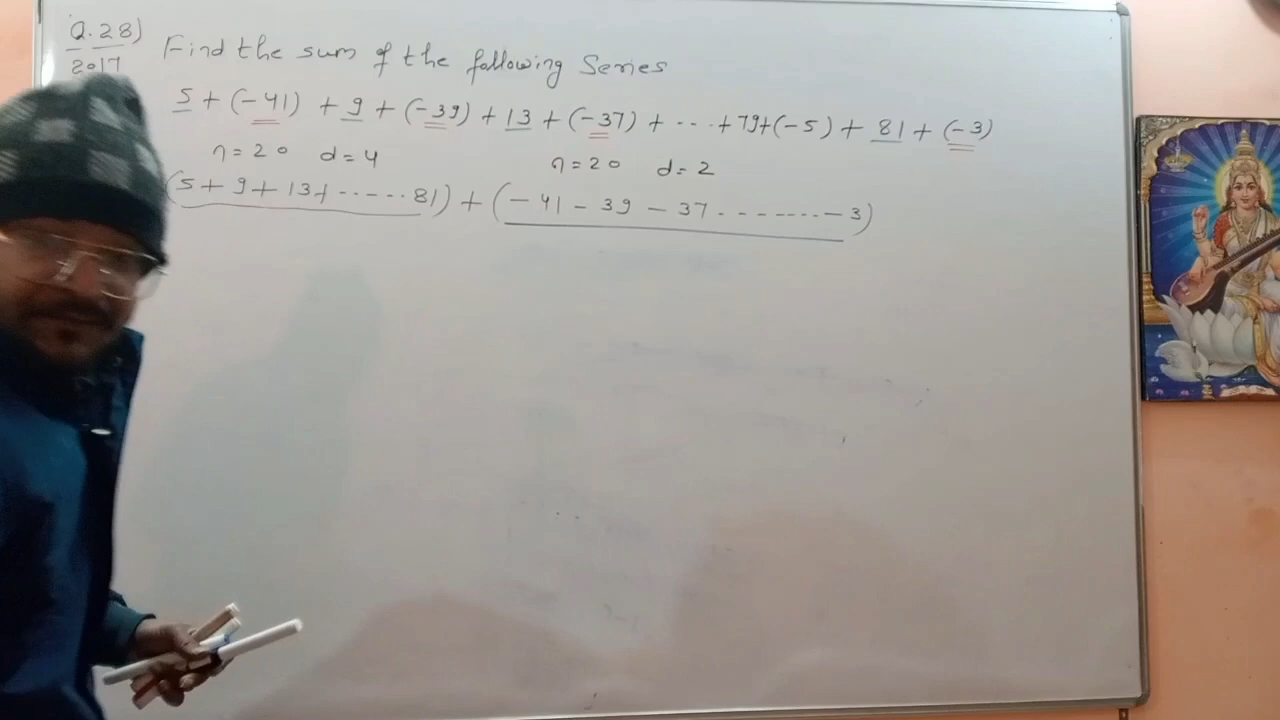 Q.28) Find the sum of the following Series
2017
5 + (-41) + 9 + (-39) + 13 + (-37) + ... + 79 + (-5) + 81 + (-3)
n = 20 d = 4 n = 20 d = 2
(5 + 9 + 13 + ...... 81) + (- 41 - 39 - 37 ........ - 3)